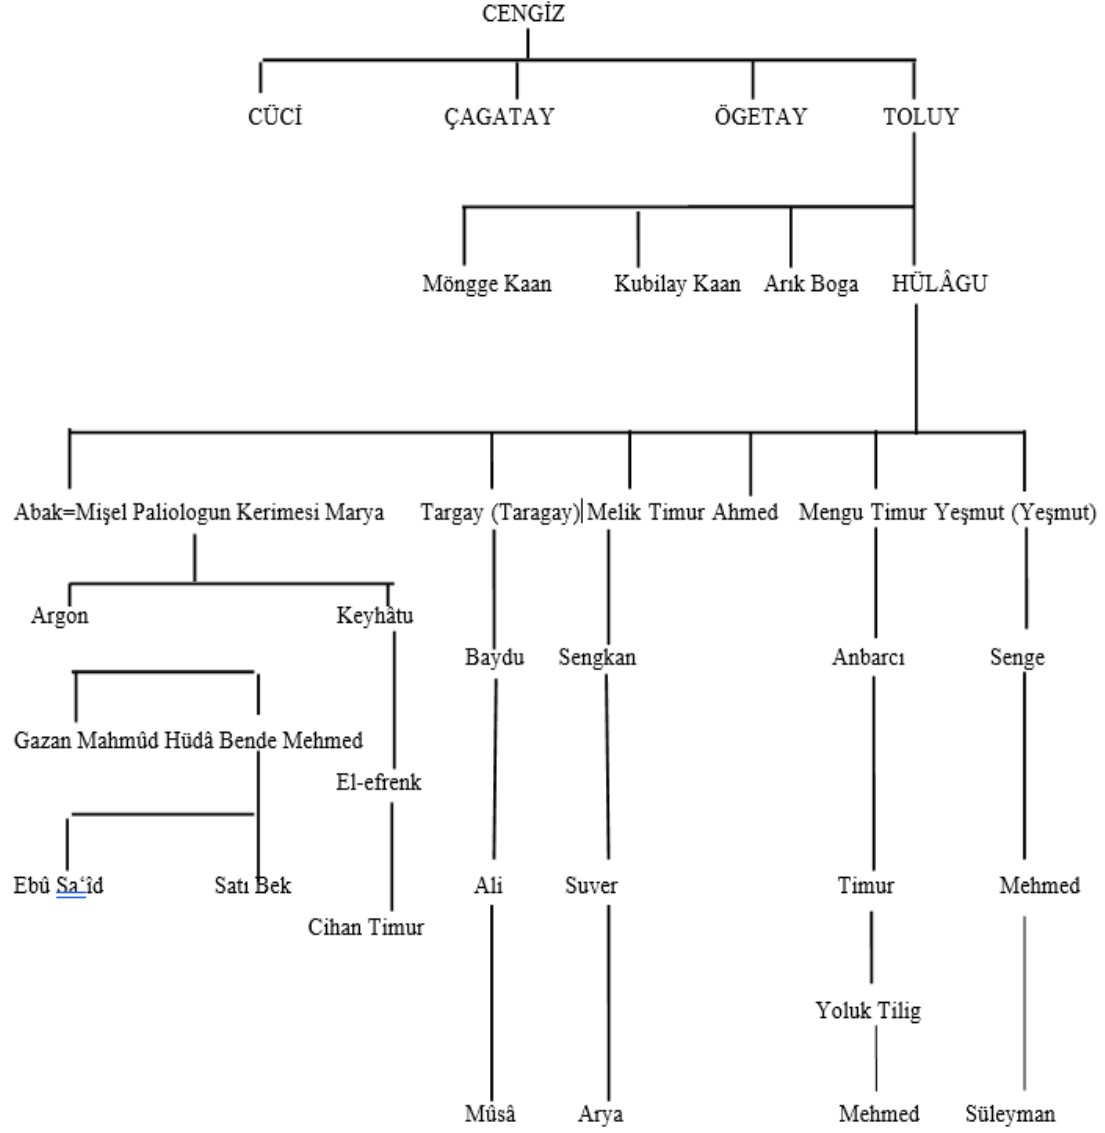 CENGİZ
CÜCİ ÇAGATAY ÖGETAY TOLUY
Möngge Kaan Kubilay Kaan Arık Boga HÜLÂGU
Abak=Mişel Paliologun Kerimesi Marya Targay (Taragay) Melik Timur Ahmed Mengu Timur Yeşmut (Yeşmut)
Argon Keyhâtu
Baydu Sengkan Anbarcı Senge
Gazan Mahmûd Hüdâ Bende Mehmed
El-efrenk
Ebû Sa‘îd Satı Bek Ali Suver Timur Mehmed
Cihan Timur
Yoluk Tilig
Mûsâ Arya Mehmed Süleyman